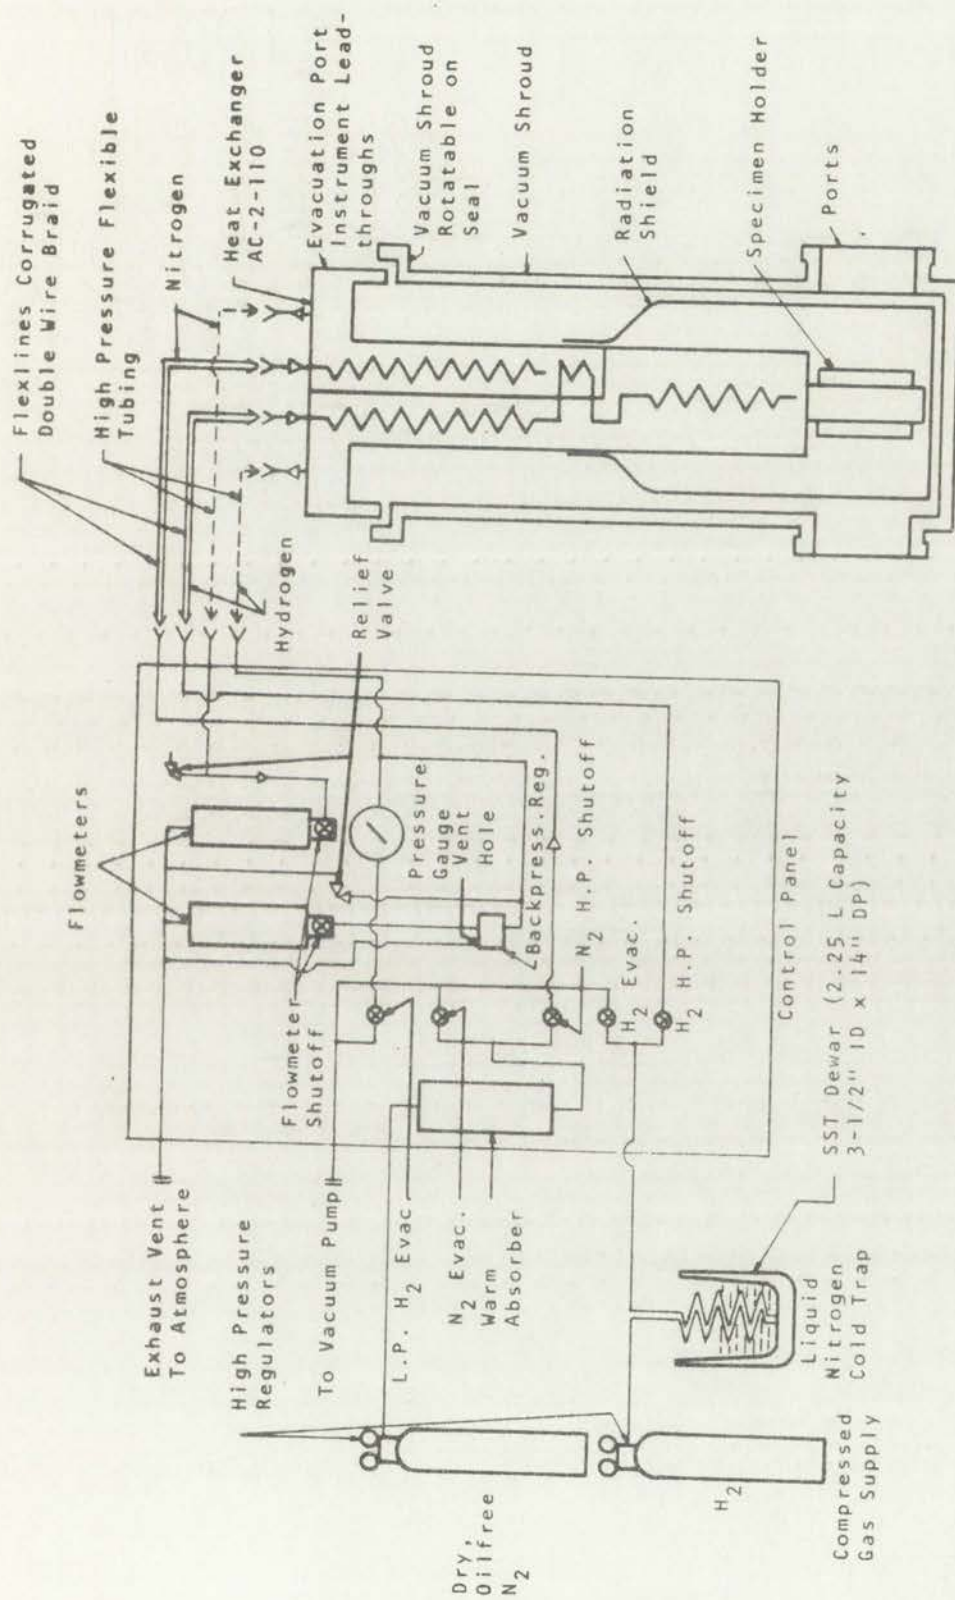 Flexlines Corrugated
Double Wire Braid
High Pressure Flexible
Tubing
Nitrogen
Heat Exchanger
AC-2-110
Evacuation Port
Instrument Lead-
throughs
Vacuum Shroud
Rotatable on
Seal
Vacuum Shroud
Radiation
Shield
Specimen Holder
Ports
Hydrogen
Relief
Valve
Flowmeters
Pressure
Gauge
Vent
Hole
Backpress.Reg.
N2 H.P. Shutoff
H2 Evac.
H2 H.P. Shutoff
Control Panel
Flowmeter
Shutoff
Exhaust Vent
To Atmosphere
High Pressure
Regulators
To Vacuum Pump
L.P. H2 Evac
N2 Evac.
Warm
Absorber
SST Dewar (2.25 L Capacity
3-1/2" ID x 14" DP)
Liquid
Nitrogen
Cold Trap
Dry,
Oilfree
N2
H2
Compressed
Gas Supply